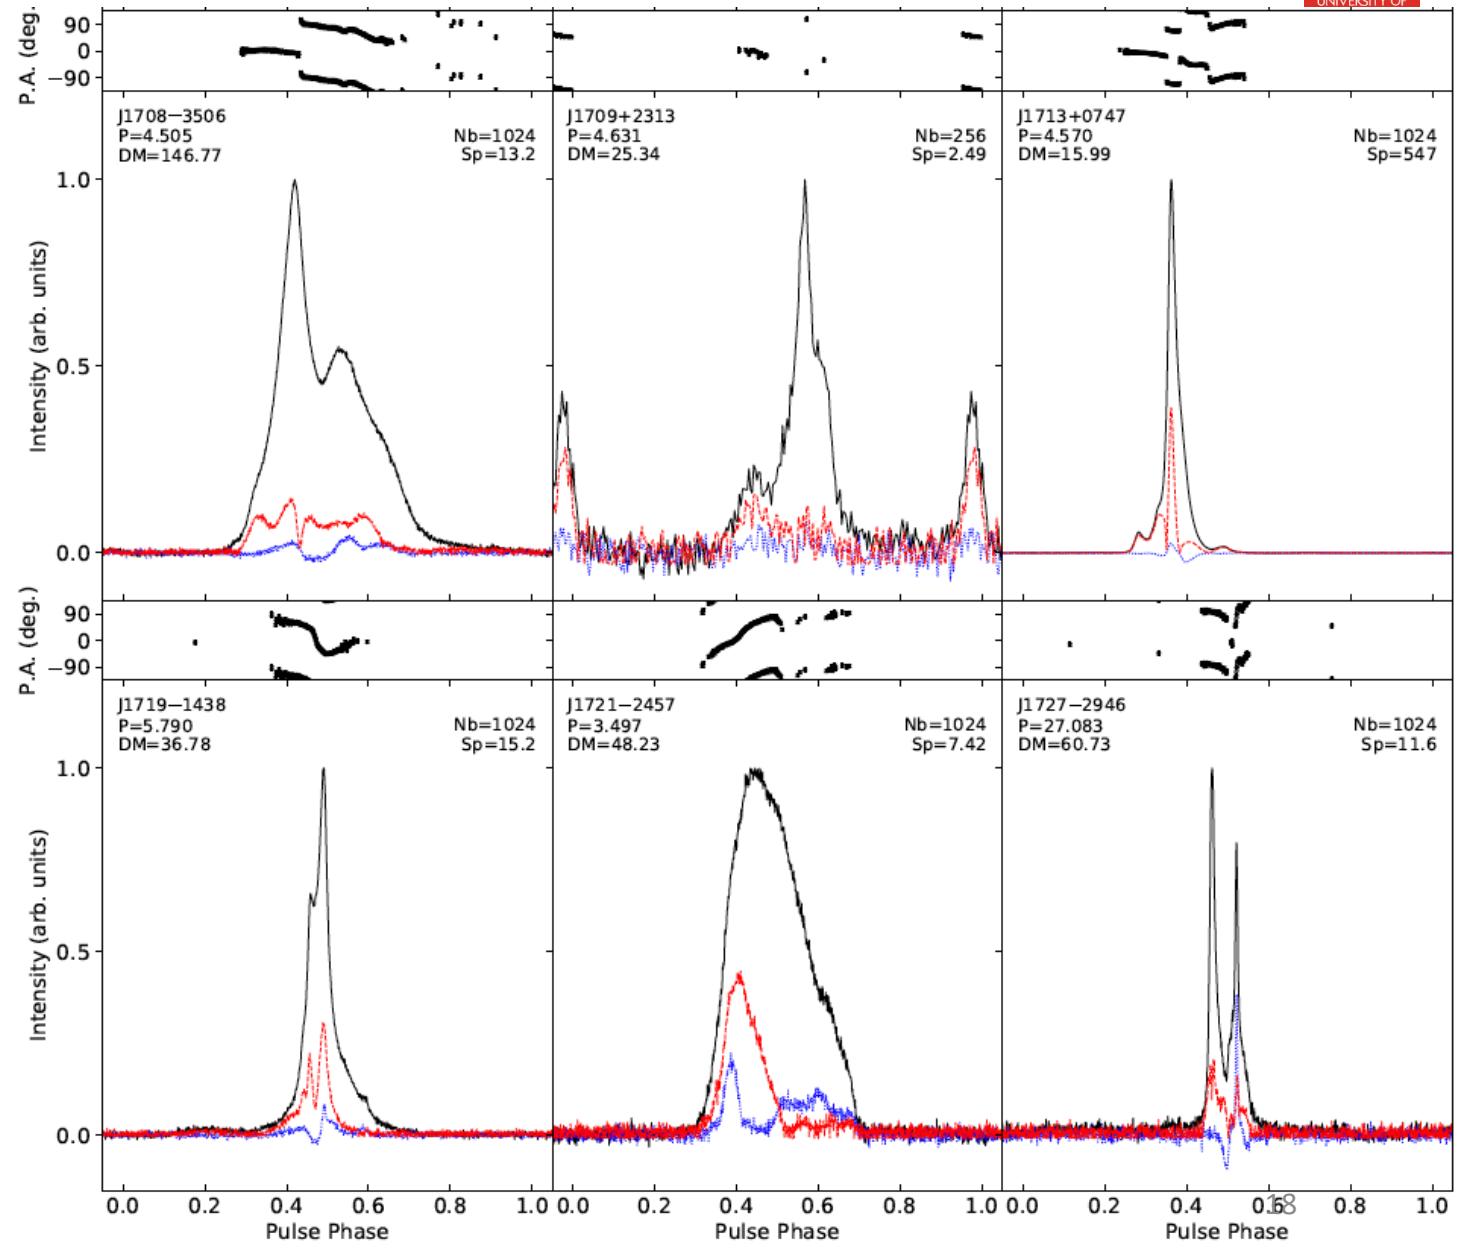 UNIVERSITY OF
P.A. (deg.
90
0
−90
J1708−3506
P=4.505
DM=146.77
Nb=1024
Sp=13.2
J1709+2313
P=4.631
DM=25.34
Nb=256
Sp=2.49
J1713+0747
P=4.570
DM=15.99
Nb=1024
Sp=547
Intensity (arb. units)
1.0
0.5
0.0
P.A. (deg.)
90
0
−90
J1719−1438
P=5.790
DM=36.78
Nb=1024
Sp=15.2
J1721−2457
P=3.497
DM=48.23
Nb=1024
Sp=7.42
J1727−2946
P=27.083
DM=60.73
Nb=1024
Sp=11.6
Intensity (arb. units)
1.0
0.5
0.0
0.0 0.2 0.4 0.6 0.8 1.0
0.0 0.2 0.4 0.6 0.8 1.0
0.0 0.2 0.4 0.6 0.8 1.0
18
Pulse Phase
Pulse Phase
Pulse Phase